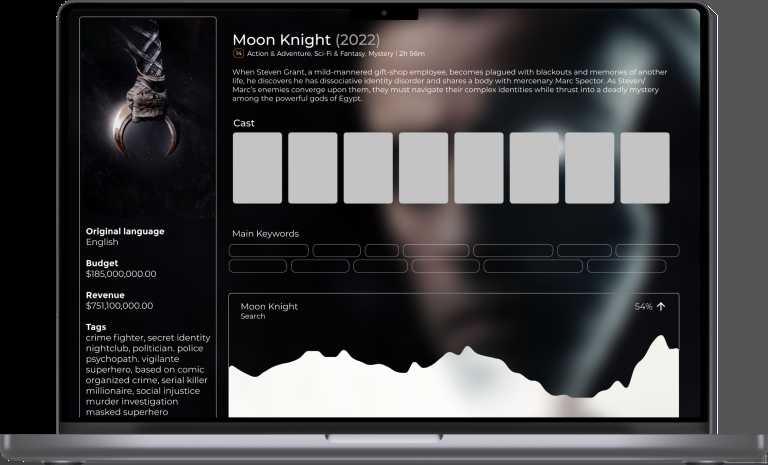 Moon Knight (2022)
14 Action & Adventure, Sci-Fi & Fantasy, Mystery | 2h 56m
When Steven Grant, a mild-mannered gift-shop employee, becomes plagued with blackouts and memories of another
life, he discovers he has dissociative identity disorder and shares a body with mercenary Marc Spector. As Steven/
Marc's enemies converge upon them, they must navigate their complex identities while thrust into a deadly mystery
among the powerful gods of Egypt.
Cast
Main Keywords
Moon Knight
Search
54%
Original language
English
Budget
$185,000,000.00
Revenue
$751,100,000.00
Tags
crime fighter, secret identity
nightclub, politician. police
psychopath. vigilante
superhero, based on comic
organized crime, serial killer
millionaire, social injustice
murder investigation
masked superhero